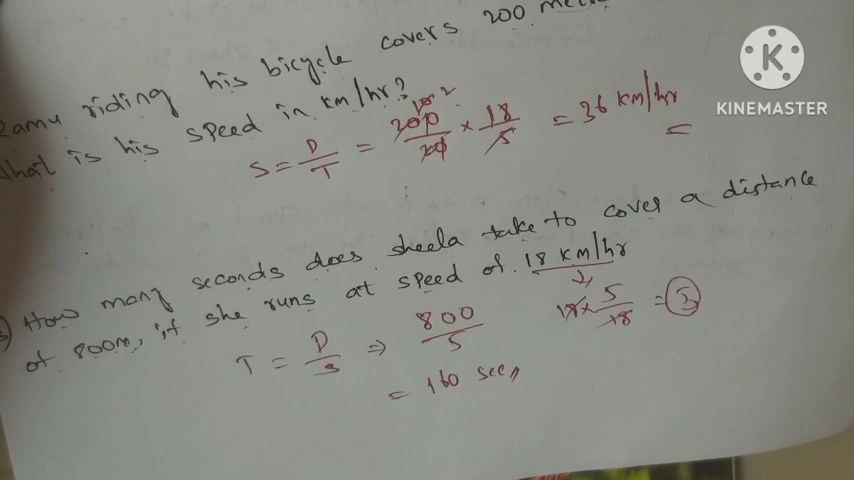 Ramu riding his bicycle covers 200 metre
What is his speed in km/hr?
S = D/T = 200/20 × 18/5 = 36 km/hr
How many seconds does sheela take to cover a distance
of 800m, if she runs at speed of 18 km/hr
T = D/S ⇒ 800/5 18 × 5/18 = 5
= 160 sec
KINEMASTER